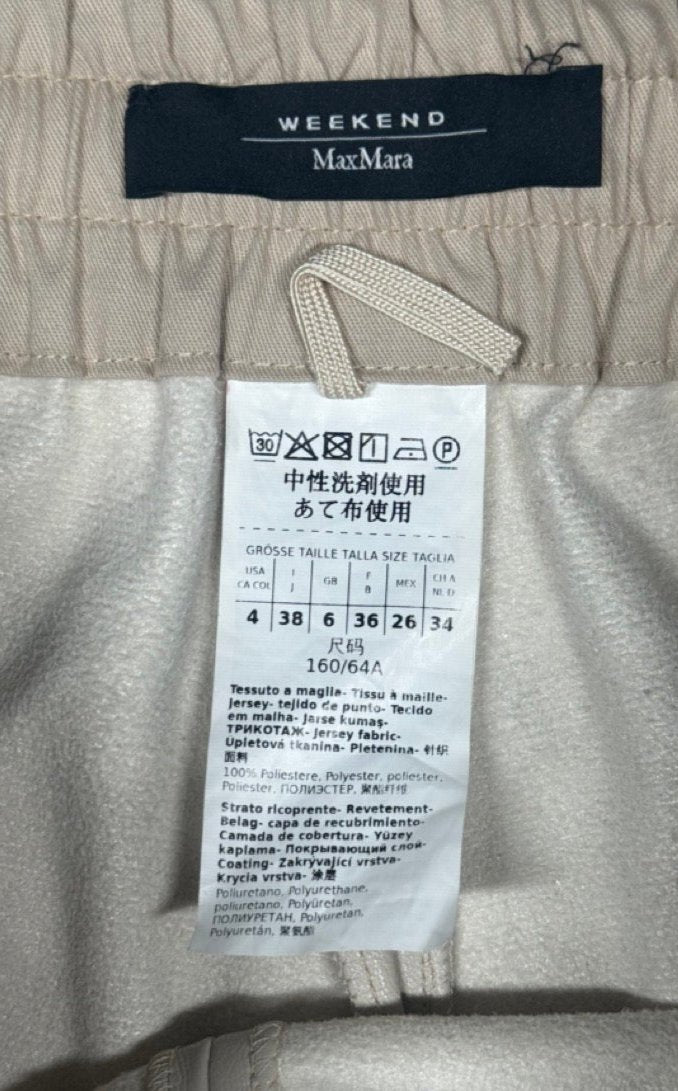 WEEKEND
MaxMara
30 P
中性洗剤使用
あて布使用
GRÖSSE TAILLE TALLA SIZE TAGLIA
USA I GB F MEX CH A
CA COL J B NL D
4 38 6 36 26 34
尺码
160/64A
Tessuto a maglia- Tissu à maille-
Jersey- tejido de punto- Tecido
em malha- Jarse kumaş-
ТРИКОТАЖ- Jersey fabric-
Úpletová tkanina- Pletenina- 针织
面料
100% Poliestere, Polyester, poliester,
Poliester, ПОЛИЭСТЕР, 聚酯纤维
Strato ricoprente- Revetement-
Belag- capa de recubrimiento-
Camada de cobertura- Yüzey
kaplama- Покрывающий слой-
Coating- Zakrývající vrstva-
Krycia vrstva- 涂层
Poliuretano, Polyurethane,
poliuretano, Polyüretan,
ПОЛИУРЕТАН, Polyuretan,
Polyuretán, 聚氨酯